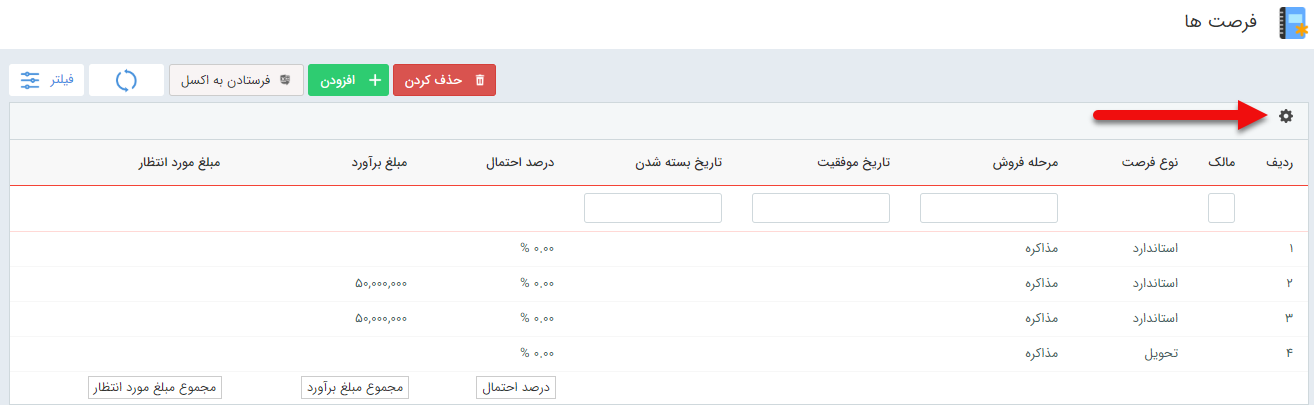 فرصت ها
حذف کردن افزودن فرستادن به اکسل فیلتر
ردیف مالک نوع فرصت مرحله فروش تاریخ موفقیت تاریخ بسته شدن درصد احتمال مبلغ برآورد مبلغ مورد انتظار
۱ استاندارد مذاکره ۰.۰۰ %
۲ استاندارد مذاکره ۰.۰۰ % ۵۰,۰۰۰,۰۰۰
۳ استاندارد مذاکره ۰.۰۰ % ۵۰,۰۰۰,۰۰۰
۴ تحویل مذاکره ۰.۰۰ %
درصد احتمال مجموع مبلغ برآورد مجموع مبلغ مورد انتظار